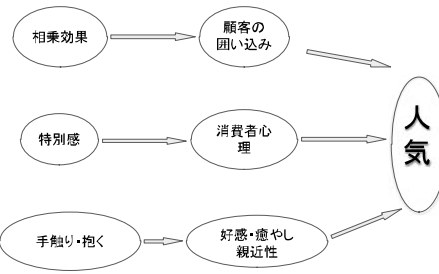 相乗効果
顧客の
囲い込み
特別感
消費者心
理
手触り・抱く
好感・癒やし
親近性
人
気